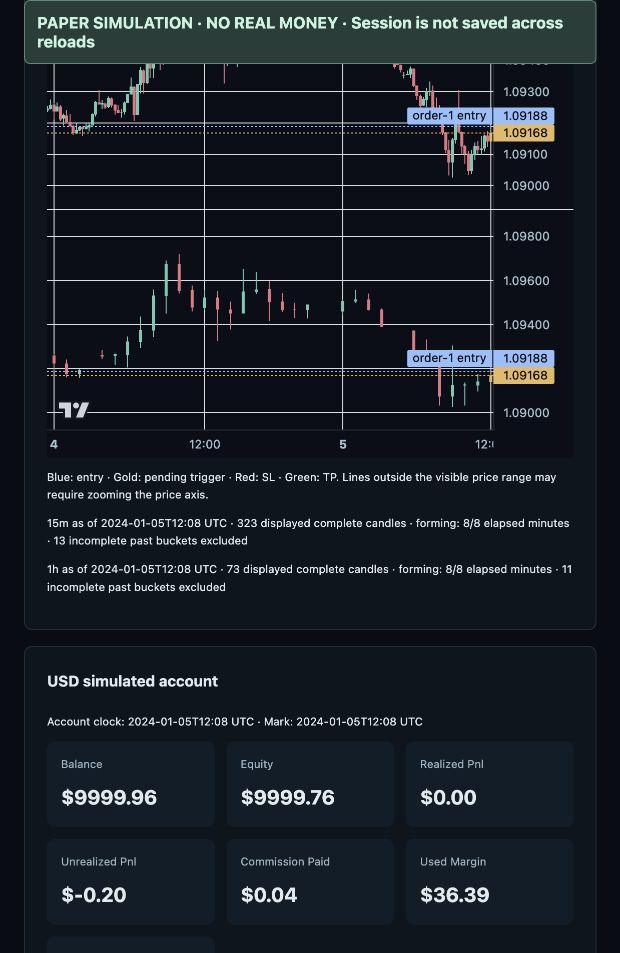 PAPER SIMULATION · NO REAL MONEY · Session is not saved across
reloads
1.09300
order-1 entry 1.09188
1.09168
1.09100
1.09000
1.09800
1.09600
1.09400
order-1 entry 1.09188
1.09168
1.09000
4 12:00 5
Blue: entry · Gold: pending trigger · Red: SL · Green: TP. Lines outside the visible price range may
require zooming the price axis.
15m as of 2024-01-05T12:08 UTC · 323 displayed complete candles · forming: 8/8 elapsed minutes
· 13 incomplete past buckets excluded
1h as of 2024-01-05T12:08 UTC · 73 displayed complete candles · forming: 8/8 elapsed minutes · 11
incomplete past buckets excluded
USD simulated account
Account clock: 2024-01-05T12:08 UTC · Mark: 2024-01-05T12:08 UTC
Balance Equity Realized Pnl
$9999.96 $9999.76 $0.00
Unrealized Pnl Commission Paid Used Margin
$-0.20 $0.04 $36.39